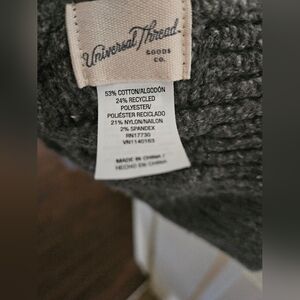 Universal Thread
GOODS
CO.
53% COTTON/ALGODÓN
24% RECYCLED
POLYESTER/
POLIÉSTER RECICLADO
21% NYLON/NAILON
2% SPANDEX
RN17730
VN1140163
MADE IN CHINA /
HECHO EN CHINA